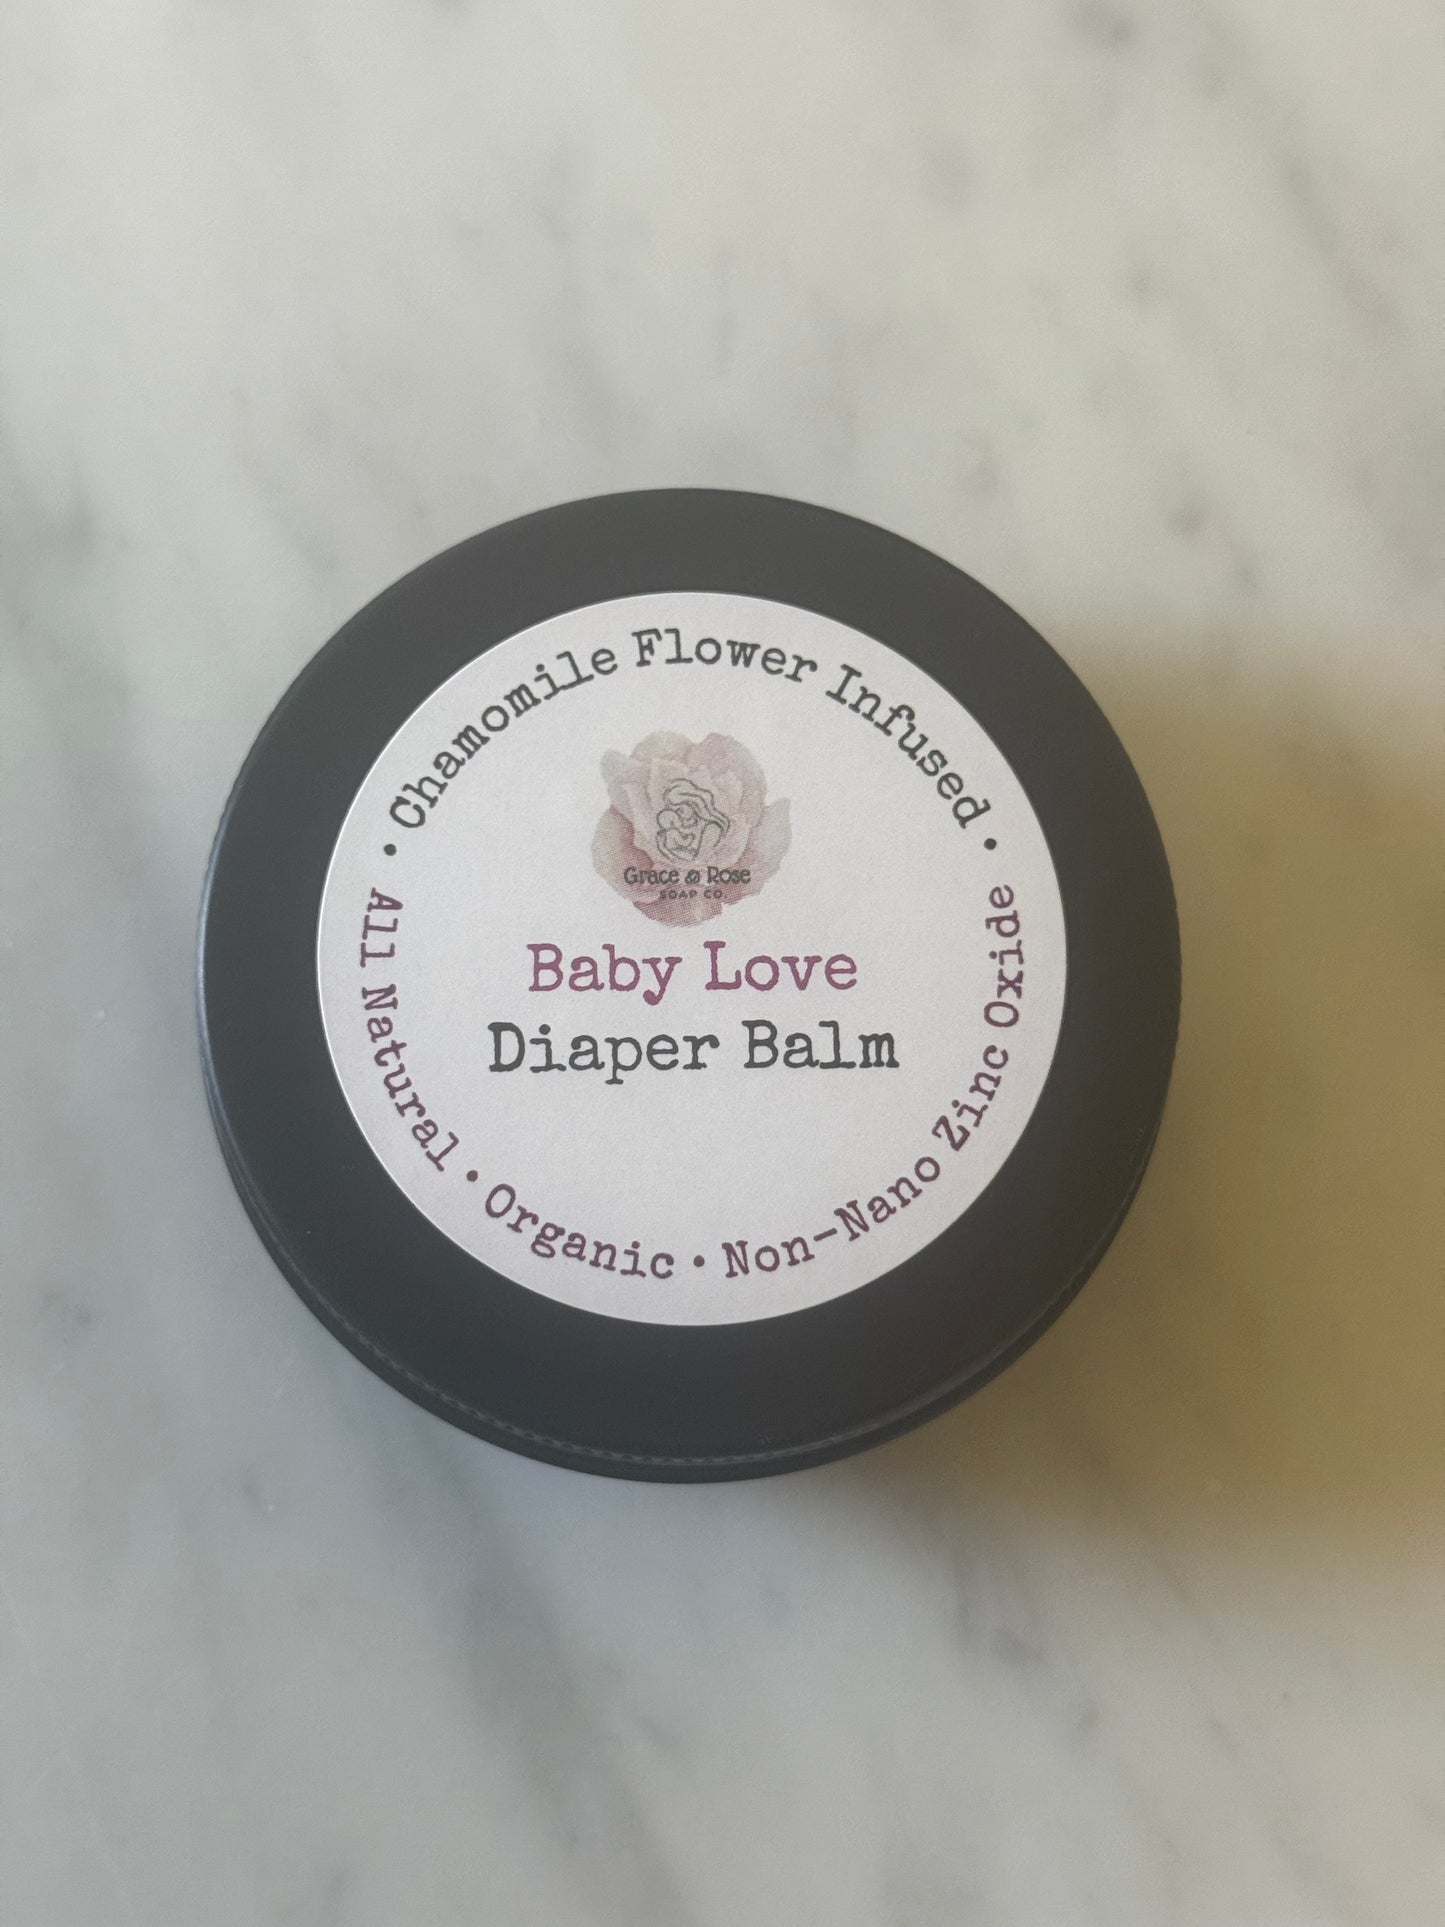 • Chamomile Flower Infused •
Grace & Rose
SOAP CO.
Baby Love
Diaper Balm
All Natural • Organic • Non-Nano Zinc Oxide